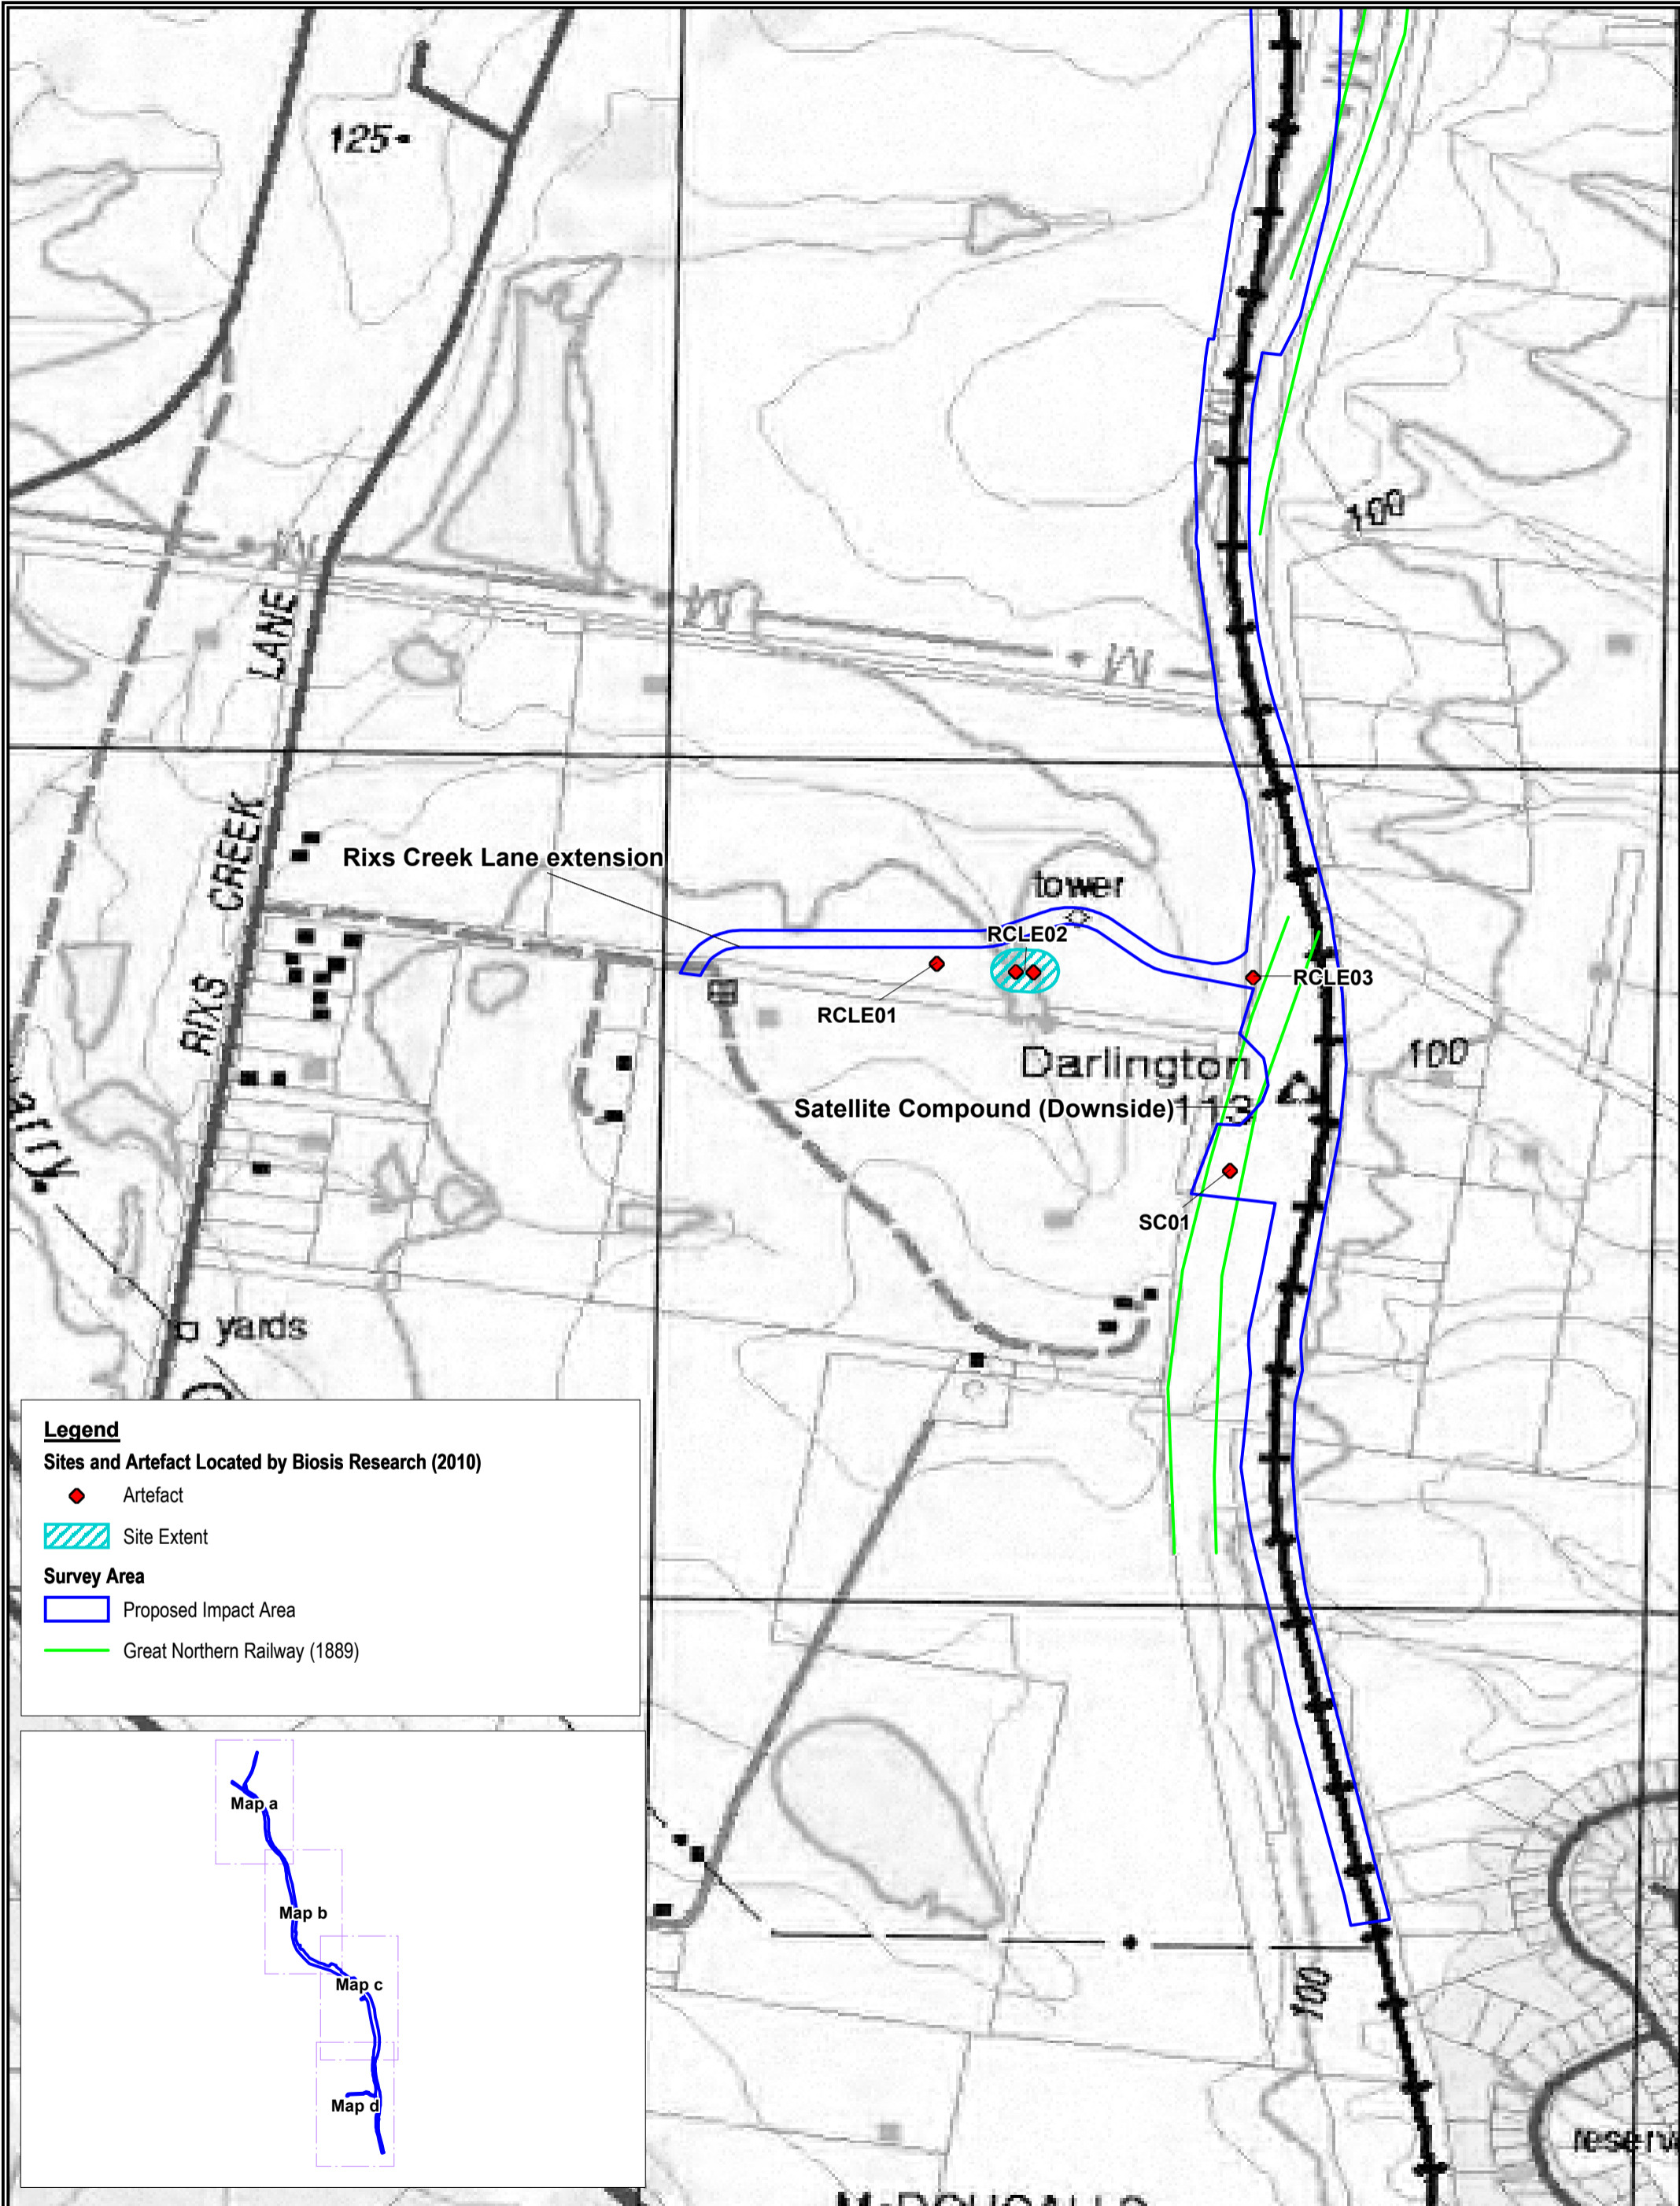 125
100
LANE
CREEK
RIXS
Rixs Creek Lane extension
tower
RCLE02
RCLE03
RCLE01
Darlington
100
Satellite Compound (Downside)
113
SC01
yards
Legend
Sites and Artefact Located by Biosis Research (2010)
Artefact
Site Extent
Survey Area
Proposed Impact Area
Great Northern Railway (1889)
Map a
Map b
Map c
Map d
100